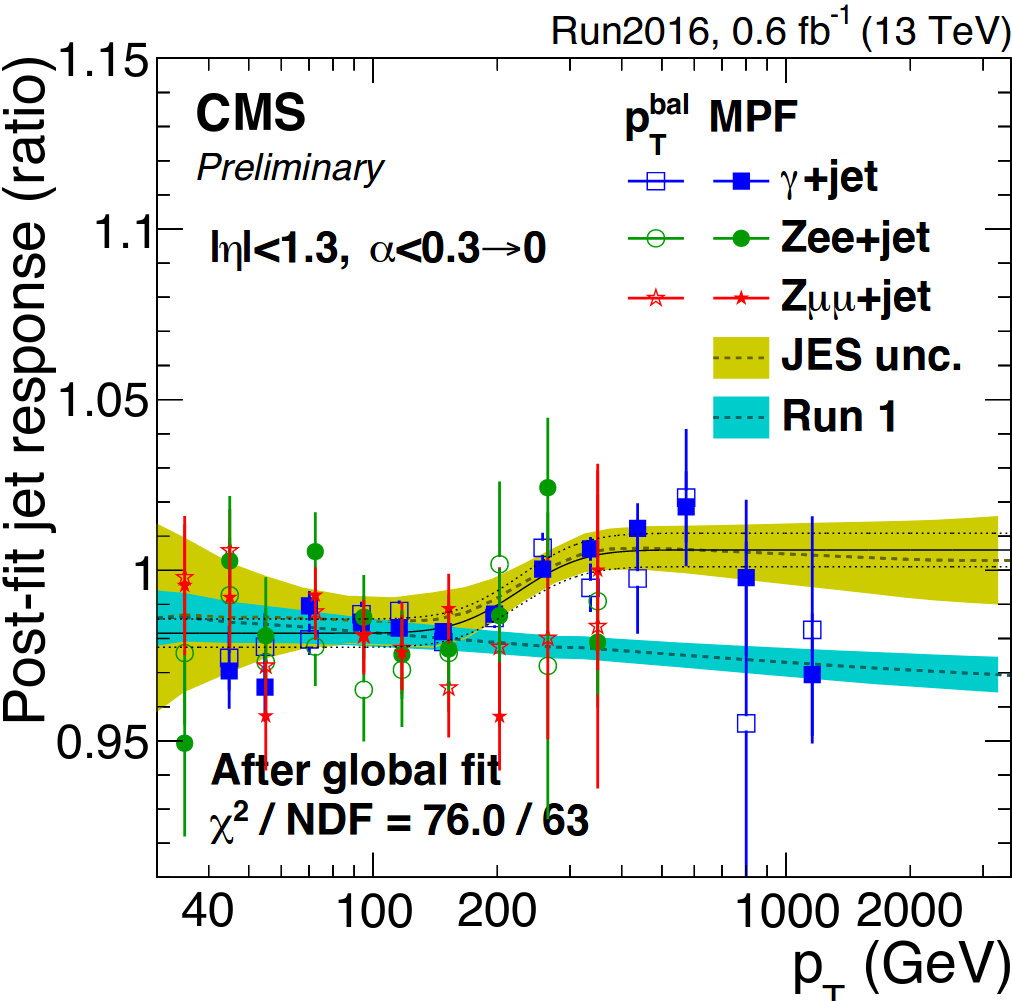 Run2016, 0.6 fb⁻¹ (13 TeV)
Post-fit jet response (ratio)
1.15
1.1
1.05
1
0.95
CMS
Preliminary
|η|<1.3, α<0.3→0
p_T^bal MPF
γ+jet
Zee+jet
Zμμ+jet
JES unc.
Run 1
After global fit
χ² / NDF = 76.0 / 63
40 100 200 1000 2000
p_T (GeV)